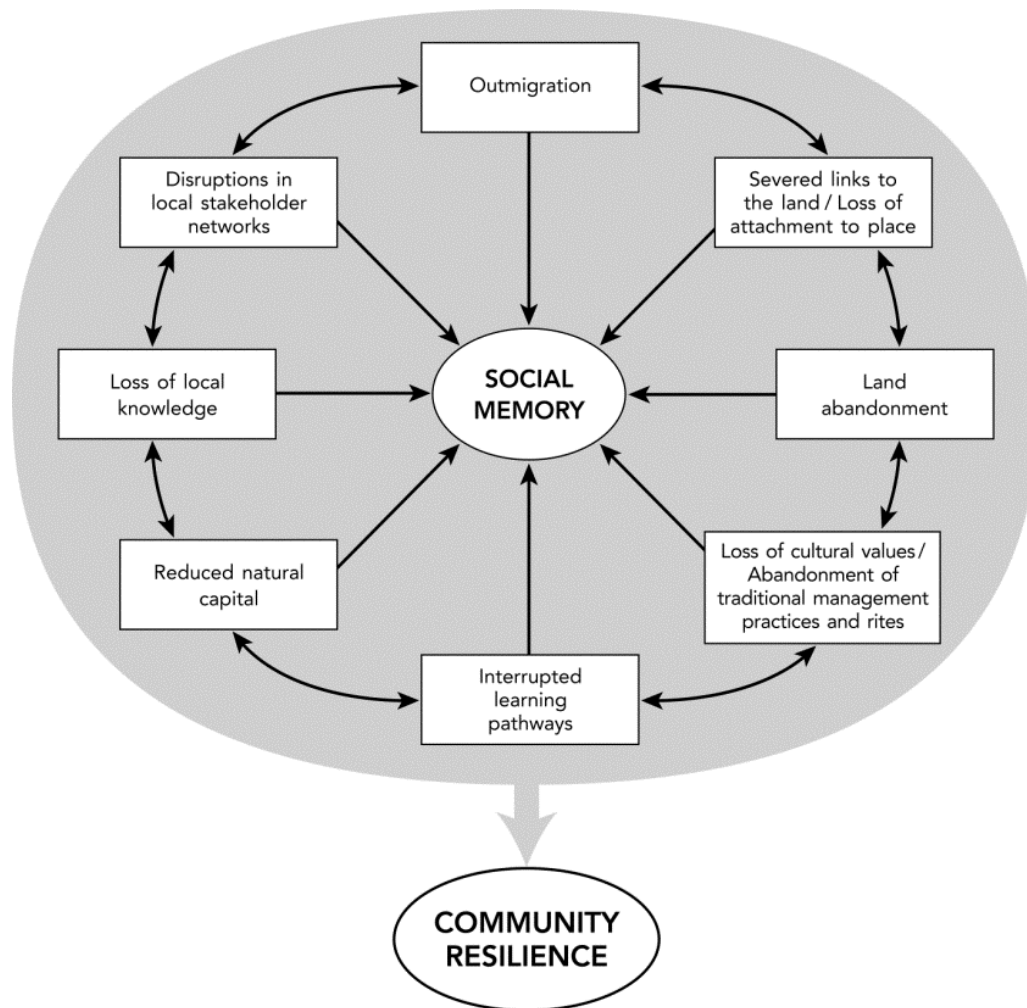 Outmigration
Disruptions in
local stakeholder
networks
Severed links to
the land / Loss of
attachment to place
Loss of local
knowledge
SOCIAL
MEMORY
Land
abandonment
Reduced natural
capital
Loss of cultural values /
Abandonment of
traditional management
practices and rites
Interrupted
learning
pathways
COMMUNITY
RESILIENCE